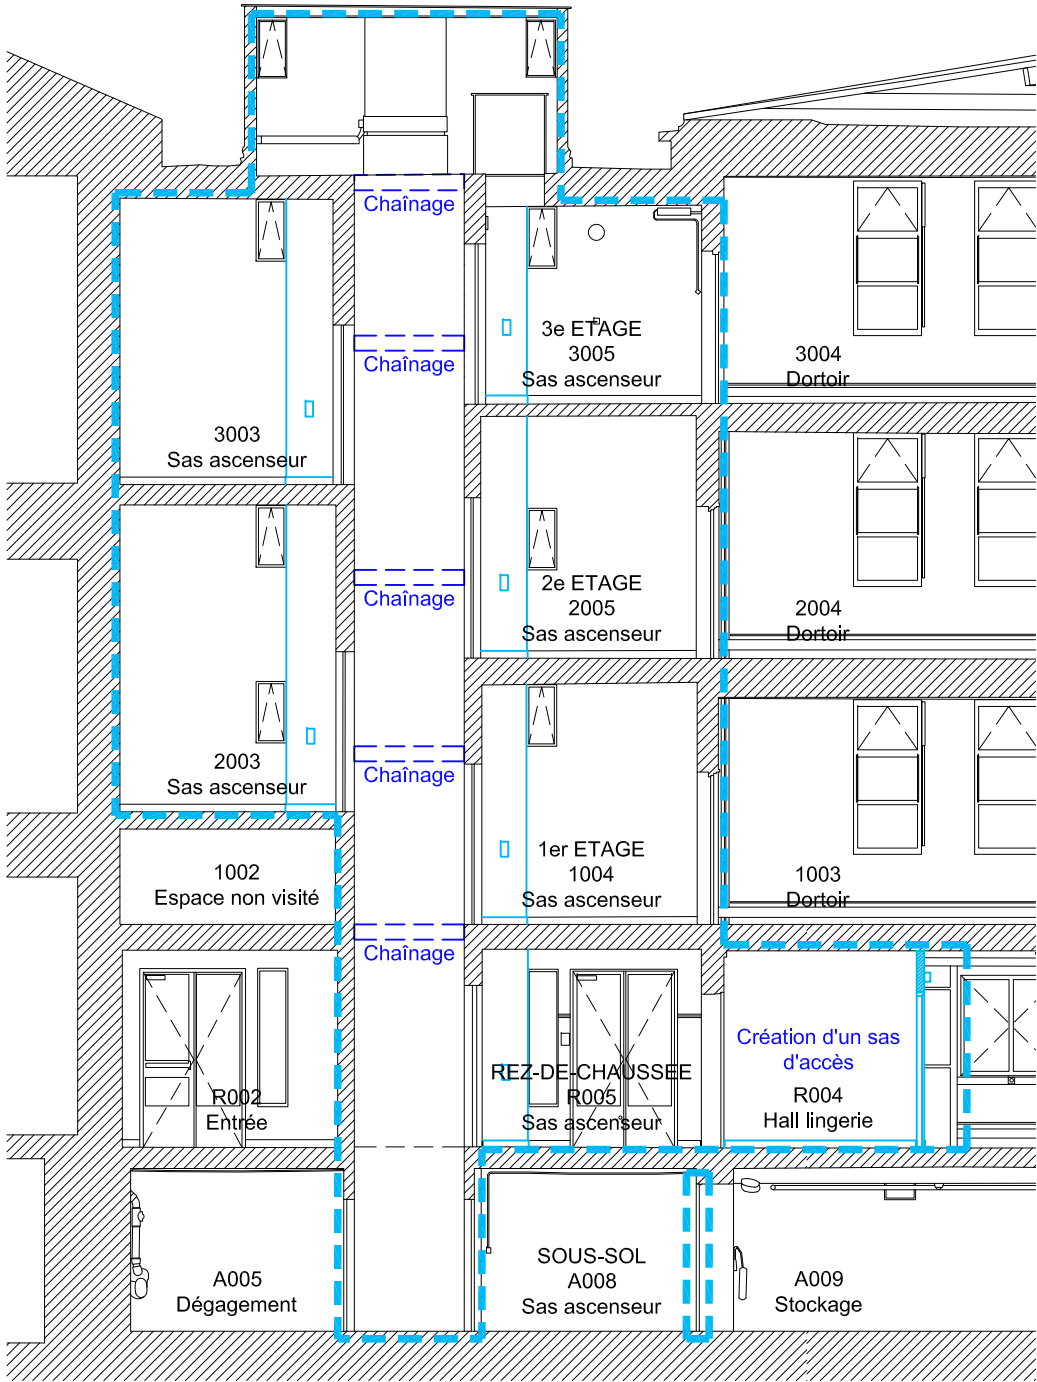 Chaînage
Chaînage
3e ETAGE
3005
Sas ascenseur
3004
Dortoir
3003
Sas ascenseur
Chaînage
2e ETAGE
2005
Sas ascenseur
2004
Dortoir
2003
Sas ascenseur
Chaînage
1er ETAGE
1004
Sas ascenseur
1003
Dortoir
1002
Espace non visité
Chaînage
Création d'un sas
d'accès
R004
Hall lingerie
REZ-DE-CHAUSSEE
R005
Sas ascenseur
R002
Entrée
SOUS-SOL
A008
Sas ascenseur
A005
Dégagement
A009
Stockage